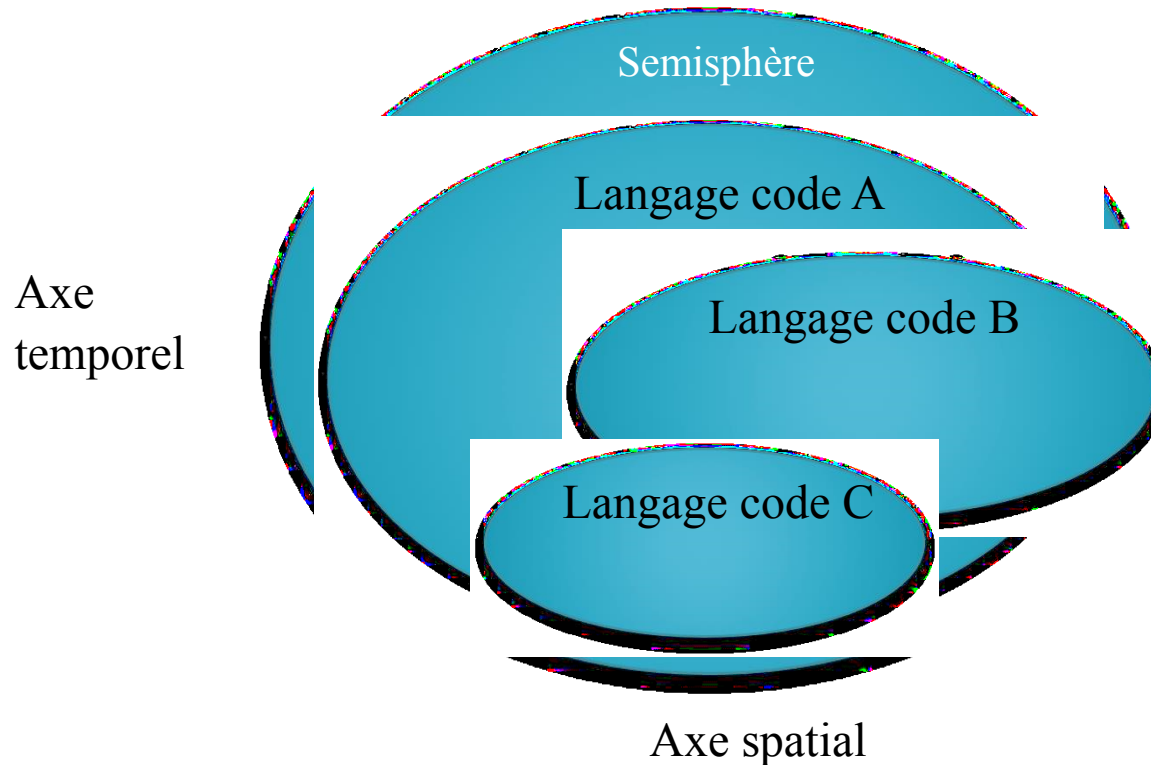 Semisphère
Langage code A
Axe
temporel
Langage code B
Langage code C
Axe spatial